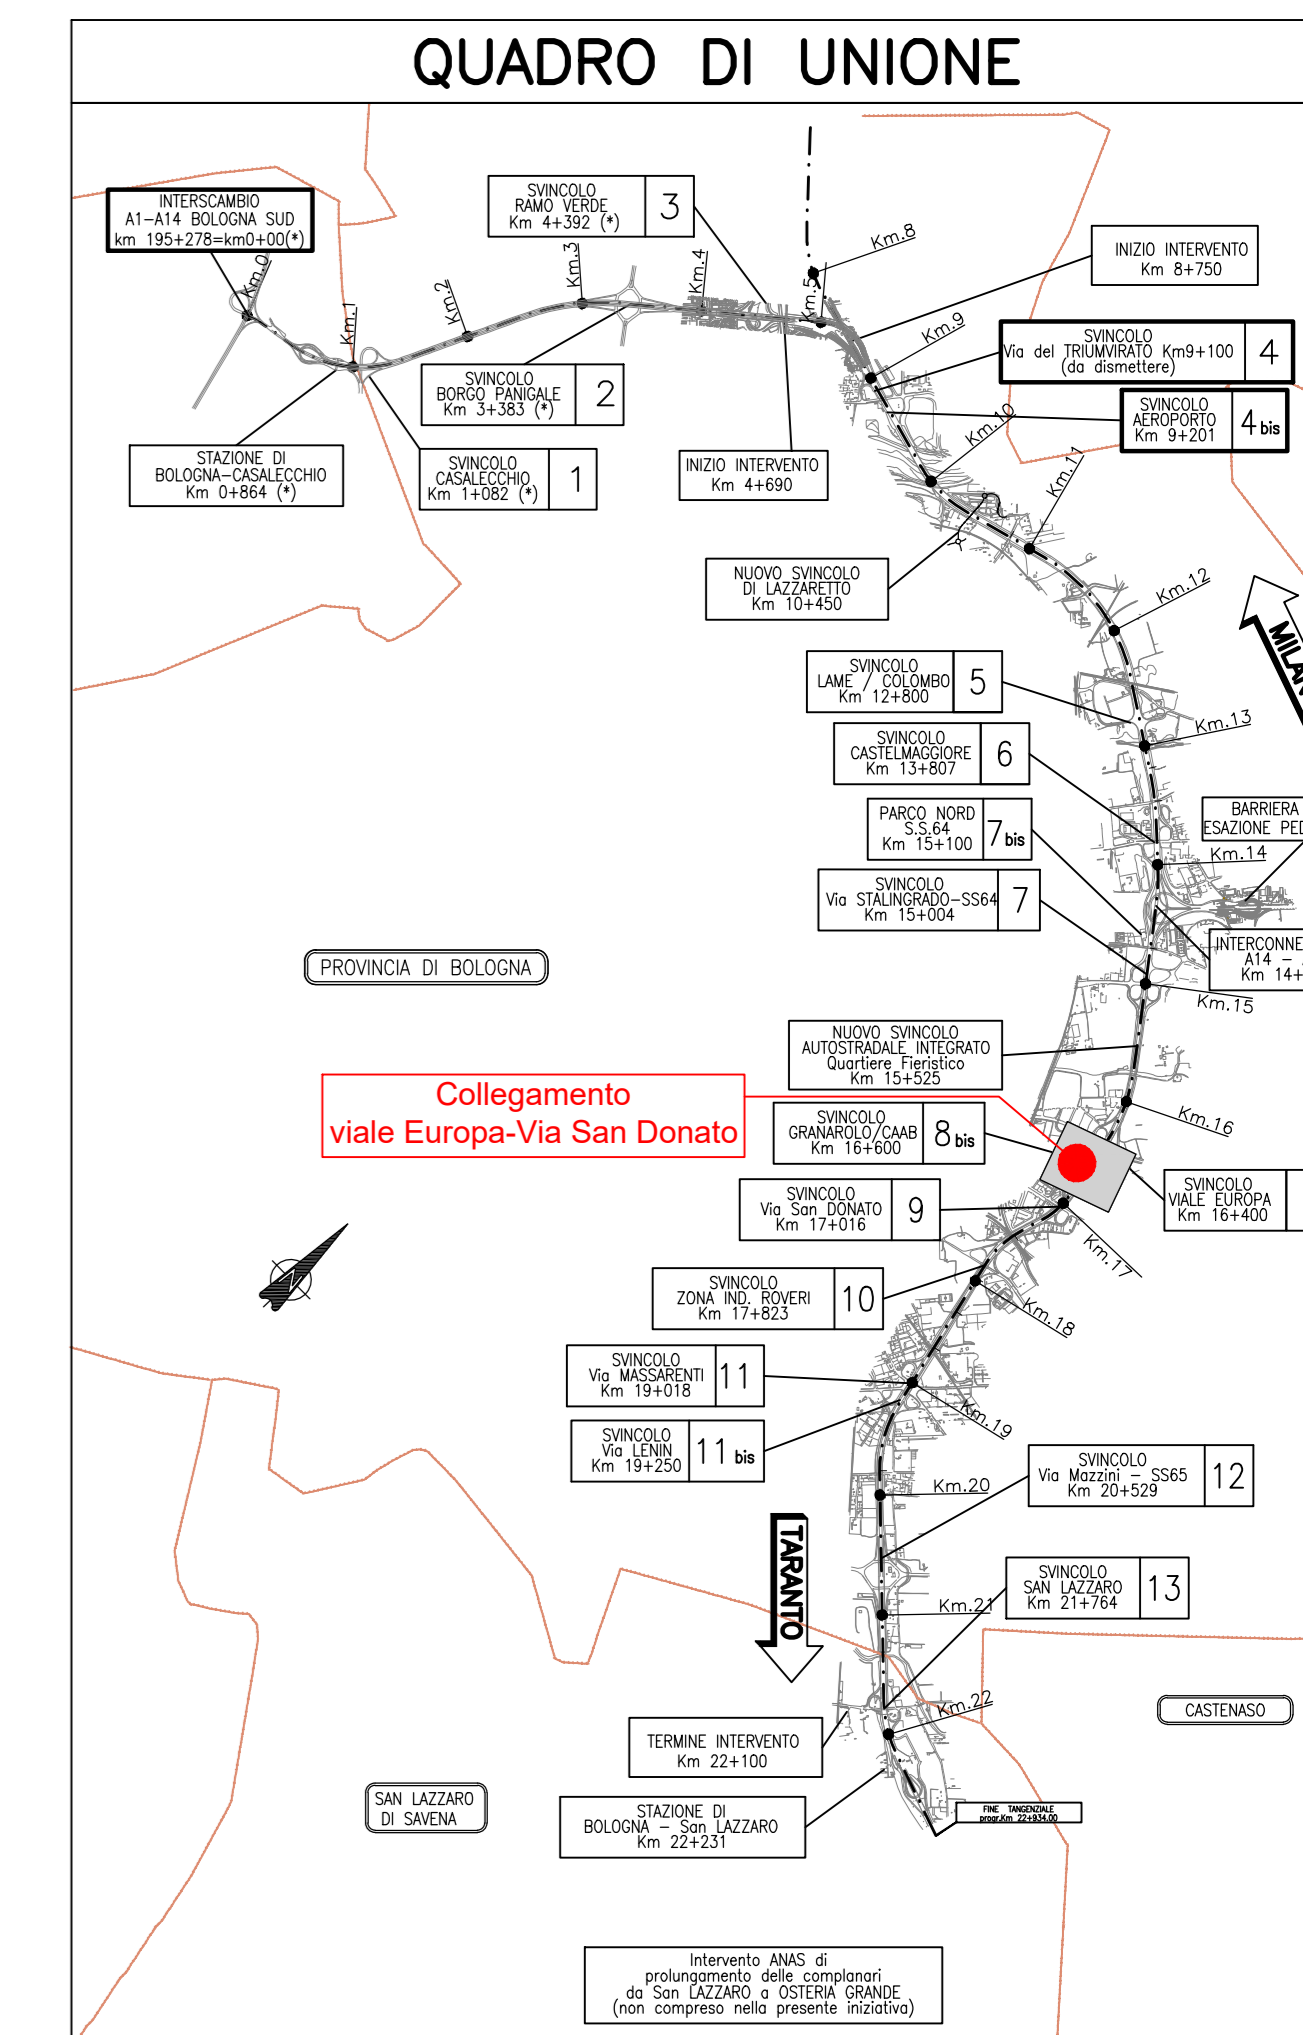 QUADRO DI UNIONE
INTERSCAMBIO
A1-A14 BOLOGNA SUD
km 195+278=km0+00(*)
SVINCOLO
RAMO VERDE
Km 4+392 (*)
3
Km.0
Km.1
Km.2
Km.3
Km.4
Km.5
Km.8
INIZIO INTERVENTO
Km 8+750
Km.9
SVINCOLO
Via del TRIUMVIRATO Km9+100
(da dismettere)
4
SVINCOLO
BORGO PANIGALE
Km 3+383 (*)
2
SVINCOLO
AEROPORTO
Km 9+201
4 bis
Km.10
STAZIONE DI
BOLOGNA-CASALECCHIO
Km 0+864 (*)
SVINCOLO
CASALECCHIO
Km 1+082 (*)
1
INIZIO INTERVENTO
Km 4+690
Km.11
NUOVO SVINCOLO
DI LAZZARETTO
Km 10+450
Km.12
SVINCOLO
LAME / COLOMBO
Km 12+800
5
Km.13
SVINCOLO
CASTELMAGGIORE
Km 13+807
6
PARCO NORD
S.S.64
Km 15+100
7 bis
BARRIERA
Km.14
SVINCOLO
Via STALINGRADO-SS64
Km 15+004
7
A14 -
Km 14+
PROVINCIA DI BOLOGNA
Km.15
NUOVO SVINCOLO
AUTOSTRADALE INTEGRATO
Quartiere Fieristico
Km 15+525
Collegamento
viale Europa-Via San Donato
SVINCOLO
GRANAROLO/CAAB
Km 16+600
8 bis
Km.16
SVINCOLO
VIALE EUROPA
Km 16+400
SVINCOLO
Via San DONATO
Km 17+016
9
Km.17
SVINCOLO
ZONA IND. ROVERI
Km 17+823
10
Km.18
SVINCOLO
Via MASSARENTI
Km 19+018
11
Km.19
SVINCOLO
Via LENIN
Km 19+250
11 bis
SVINCOLO
Via Mazzini - SS65
Km 20+529
12
Km.20
TARANTO
SVINCOLO
SAN LAZZARO
Km 21+764
13
Km.21
Km.22
CASTENASO
TERMINE INTERVENTO
Km 22+100
SAN LAZZARO
DI SAVENA
STAZIONE DI
BOLOGNA - San LAZZARO
Km 22+231
FINE TANGENZIALE
progr.Km 22+934.00
Intervento ANAS di
prolungamento delle complanari
da San LAZZARO a OSTERIA GRANDE
(non compreso nella presente iniziativa)